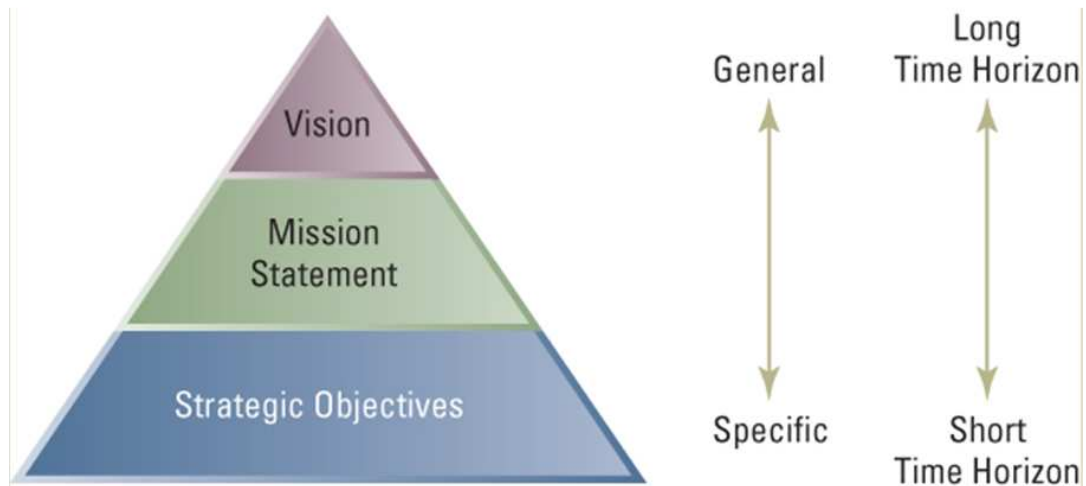 Vision
Mission
Statement
Strategic Objectives
General
Specific
Long
Time Horizon
Short
Time Horizon